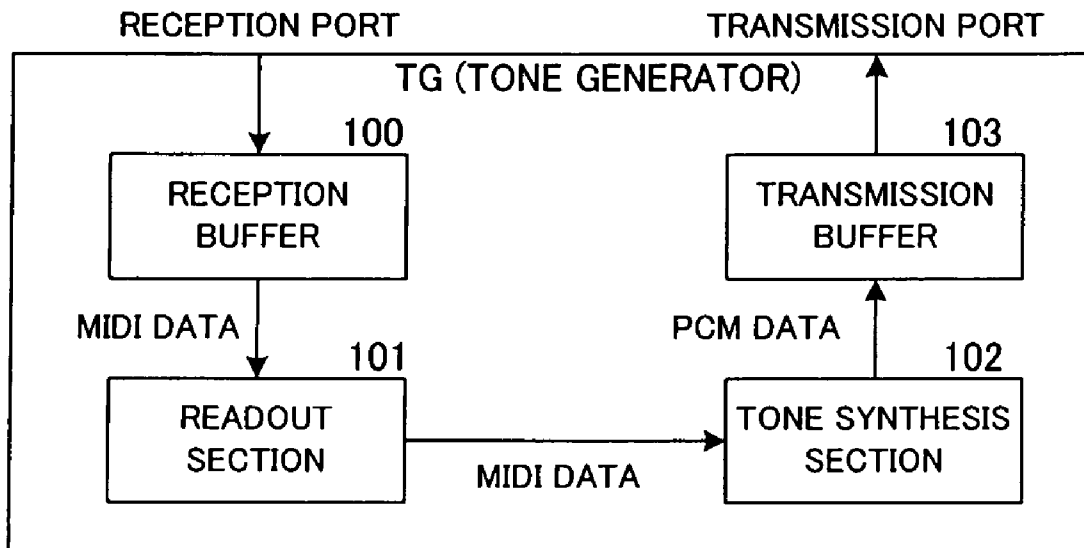 RECEPTION PORT
TRANSMISSION PORT
TG (TONE GENERATOR)
100
RECEPTION
BUFFER
103
TRANSMISSION
BUFFER
MIDI DATA
PCM DATA
101
READOUT
SECTION
MIDI DATA
102
TONE SYNTHESIS
SECTION